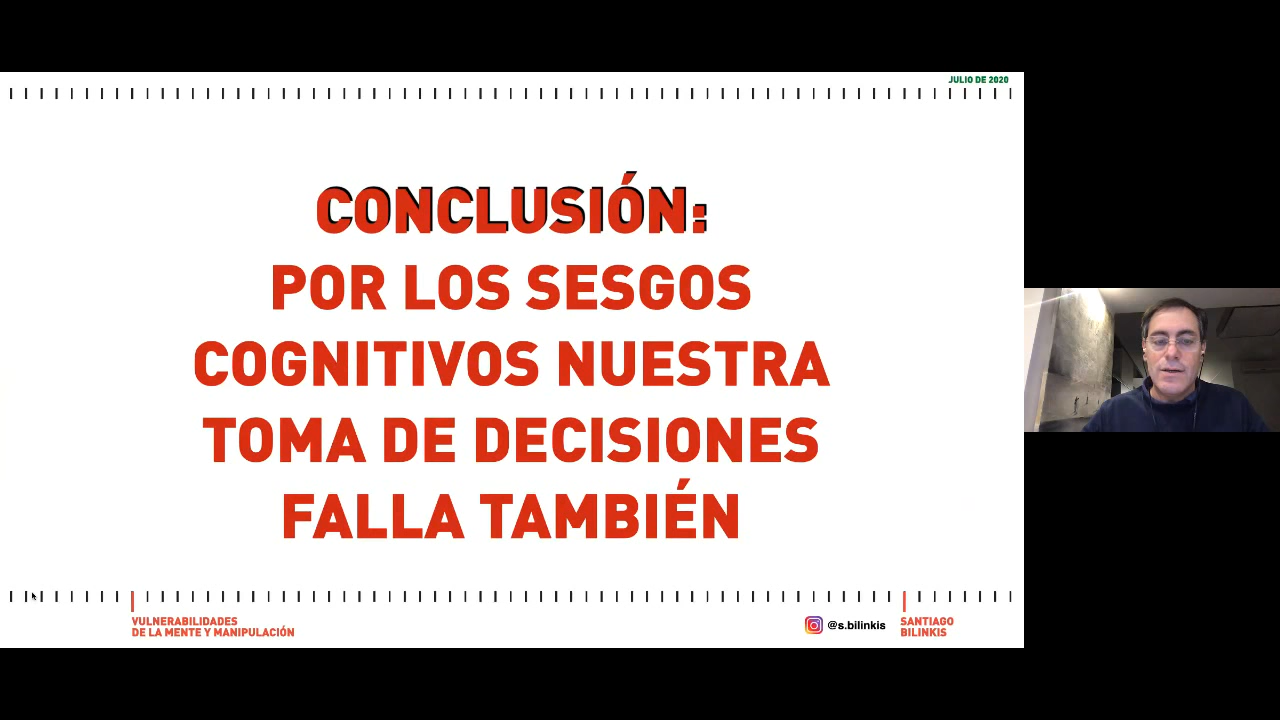 JULIO DE 2020
CONCLUSIÓN:
POR LOS SESGOS
COGNITIVOS NUESTRA
TOMA DE DECISIONES
FALLA TAMBIÉN
VULNERABILIDADES
DE LA MENTE Y MANIPULACIÓN
@s.bilinkis
SANTIAGO
BILINKIS